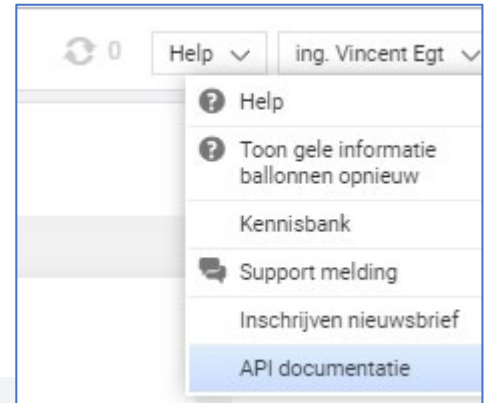 0 Help ing. Vincent Egt
Help
Toon gele informatie
ballonnen opnieuw
Kennisbank
Support melding
Inschrijven nieuwsbrief
API documentatie